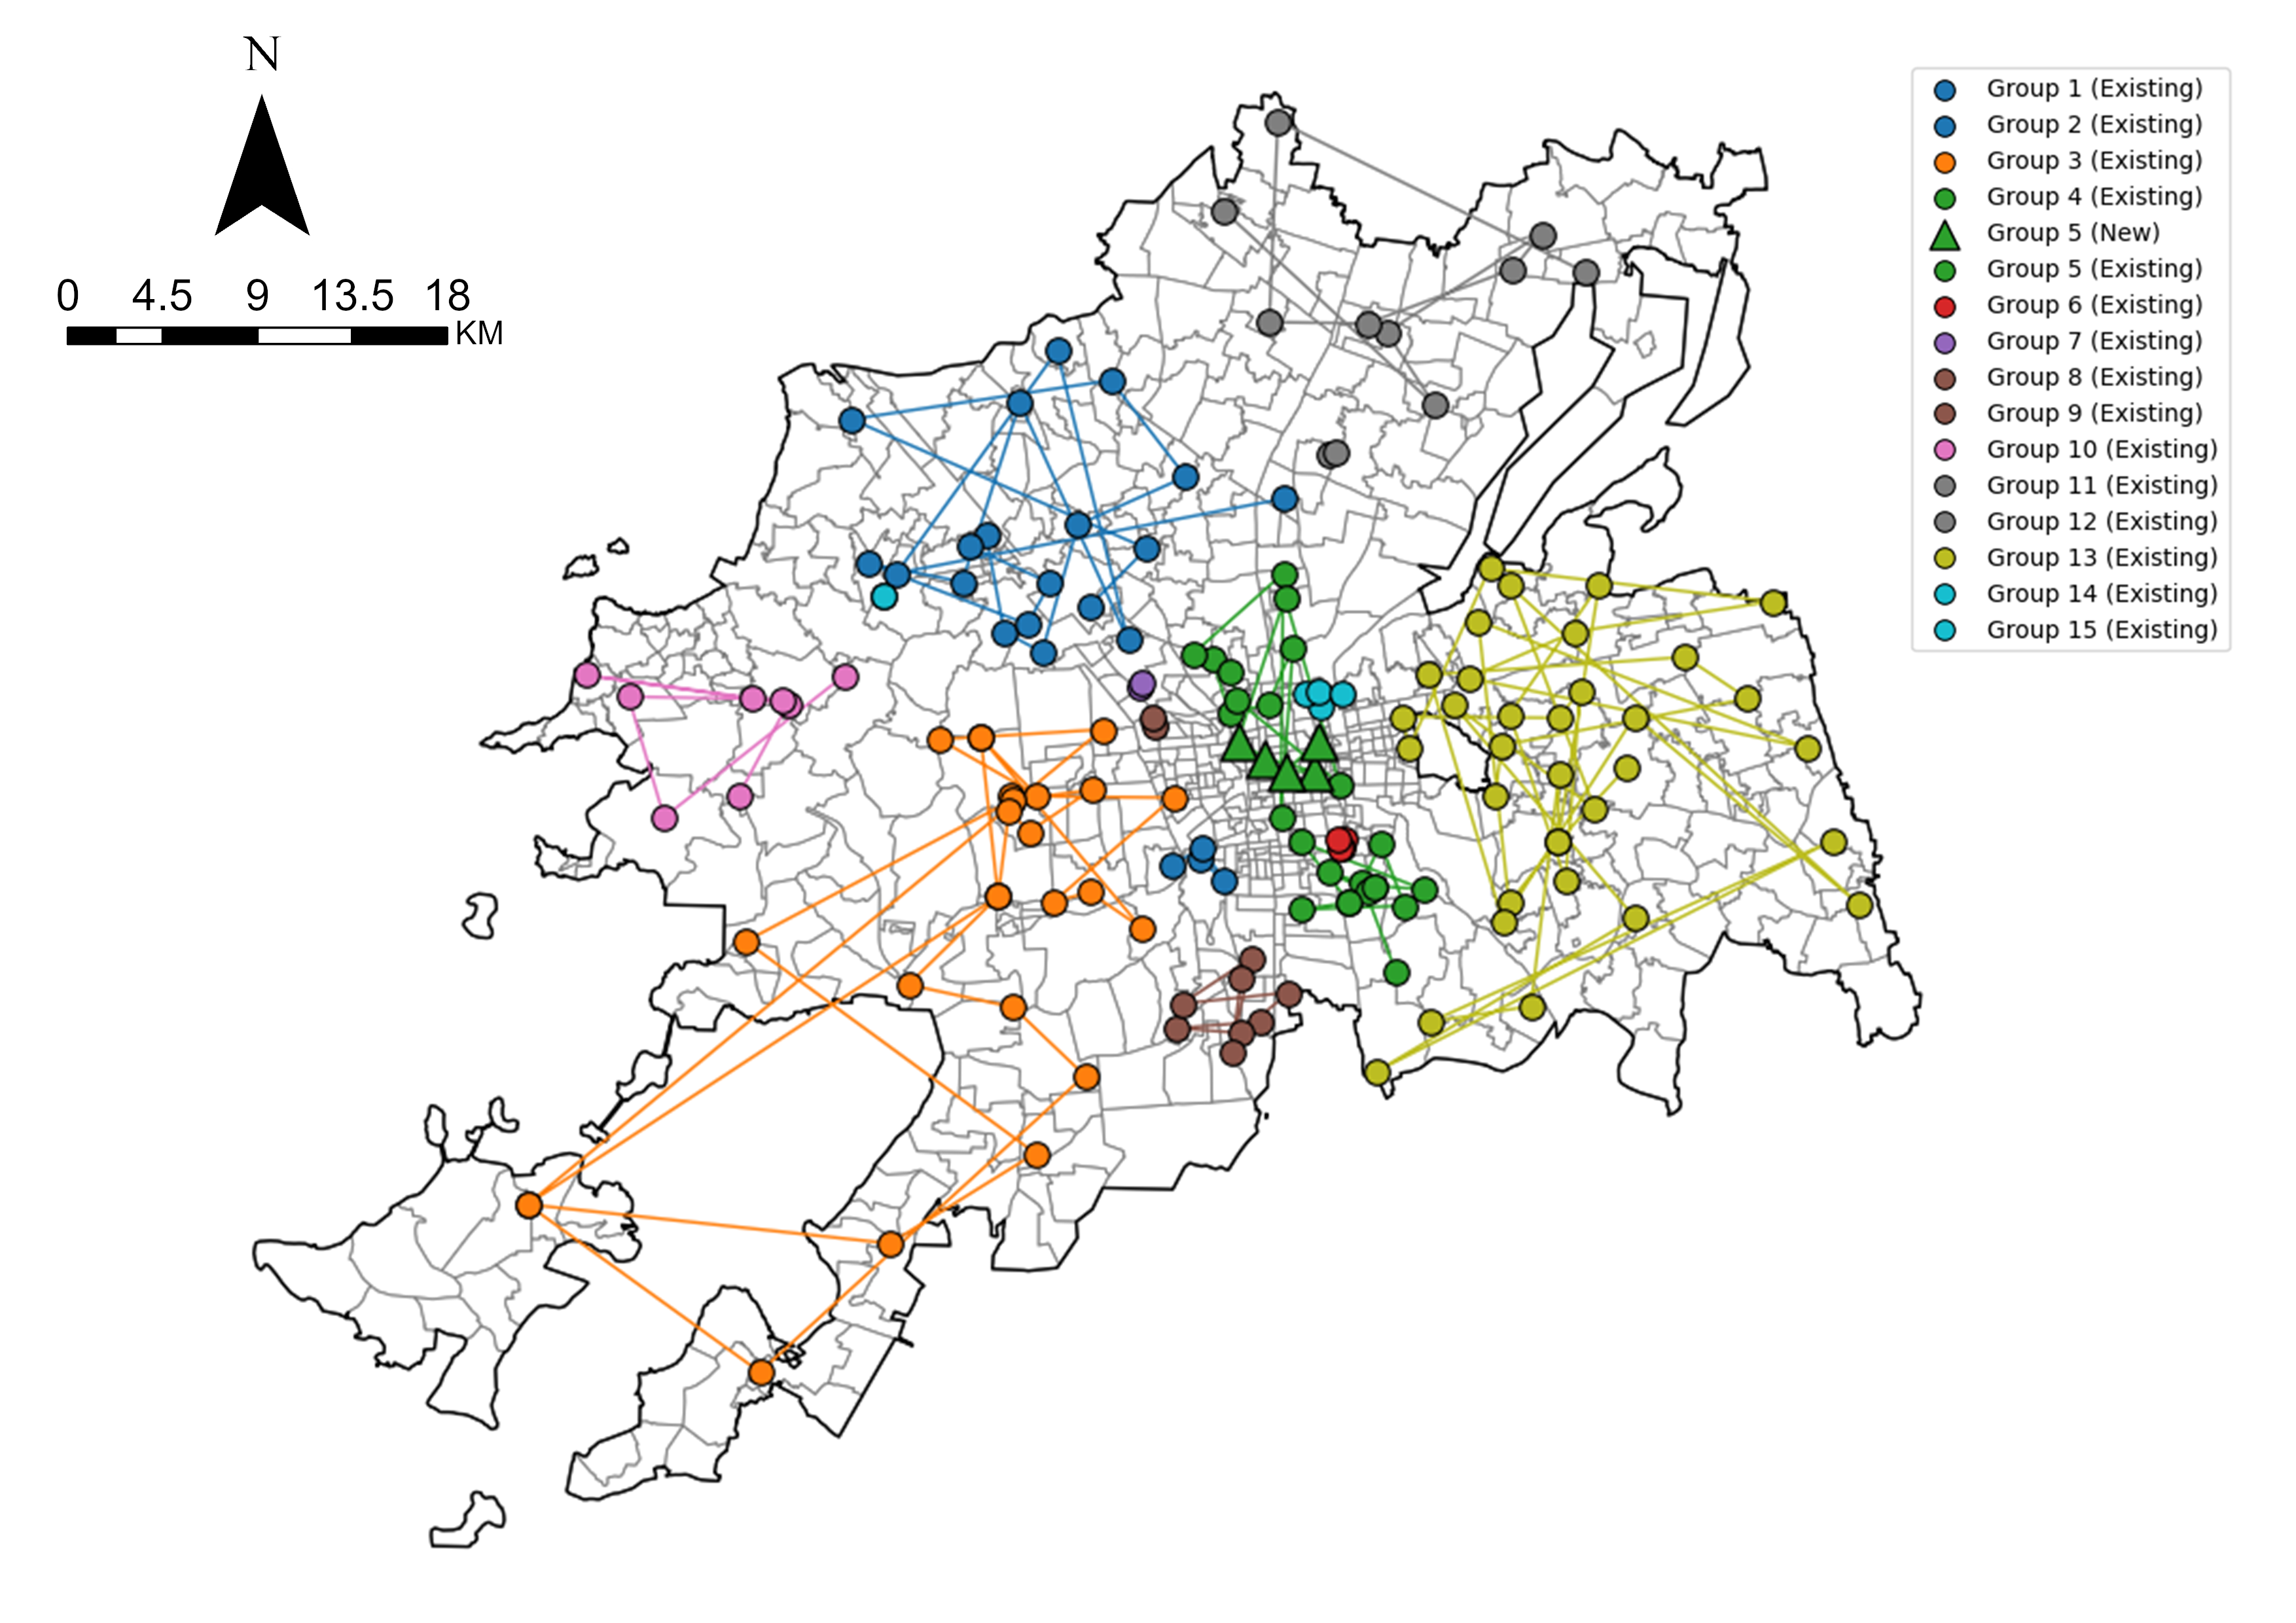 N
0 4.5 9 13.5 18
KM
Group 1 (Existing)
Group 2 (Existing)
Group 3 (Existing)
Group 4 (Existing)
Group 5 (New)
Group 5 (Existing)
Group 6 (Existing)
Group 7 (Existing)
Group 8 (Existing)
Group 9 (Existing)
Group 10 (Existing)
Group 11 (Existing)
Group 12 (Existing)
Group 13 (Existing)
Group 14 (Existing)
Group 15 (Existing)